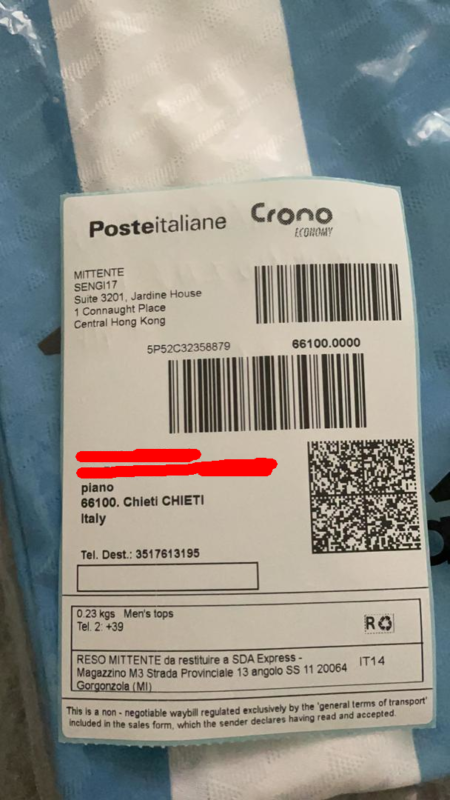 Posteitaliane Crono
ECONOMY
MITTENTE
SENGI17
Suite 3201, Jardine House
1 Connaught Place
Central Hong Kong
5P52C32358879 66100.0000
piano
66100. Chieti CHIETI
Italy
Tel. Dest.: 3517613195
0.23 kgs Men's tops
Tel. 2: +39
R
RESO MITTENTE da restituire a SDA Express - IT14
Magazzino M3 Strada Provinciale 13 angolo SS 11 20064
Gorgonzola (MI)
This is a non - negotiable waybill regulated exclusively by the 'general terms of transport'
included in the sales form, which the sender declares having read and accepted.